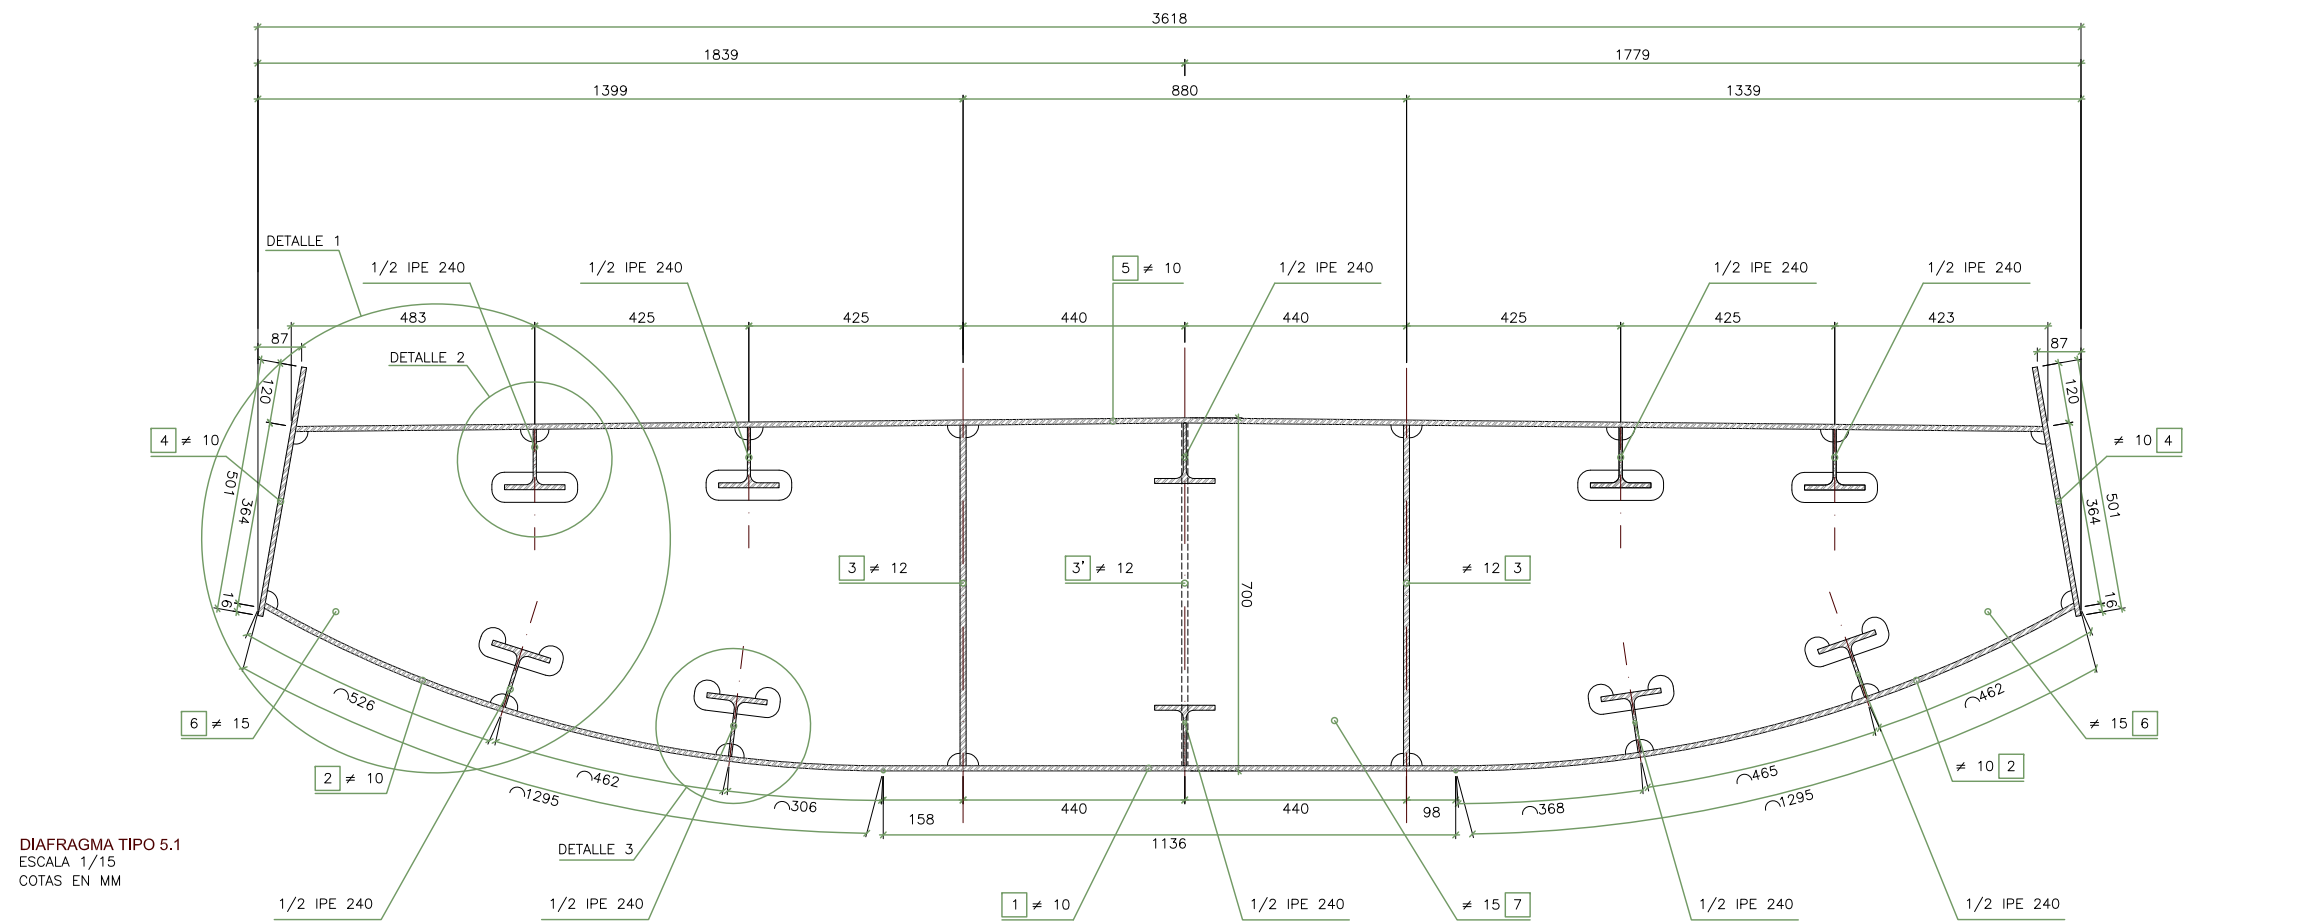 3618
1839 1779
1399 880 1339
DETALLE 1
1/2 IPE 240 1/2 IPE 240 5 ≠ 10 1/2 IPE 240 1/2 IPE 240 1/2 IPE 240
483 425 425 440 440 425 425 423
87 87
DETALLE 2
120 120
4 ≠ 10 ≠ 10 4
501 364 364 501
3 ≠ 12 3' ≠ 12 ≠ 12 3
700
16 16
⌒526 ⌒462
6 ≠ 15 ≠ 15 6
2 ≠ 10 ⌒462 ⌒465 ≠ 10 2
⌒1295 ⌒306 440 440 ⌒368 ⌒1295
158 98
1136
DETALLE 3
DIAFRAGMA TIPO 5.1
ESCALA 1/15
COTAS EN MM
1/2 IPE 240 1/2 IPE 240 1 ≠ 10 1/2 IPE 240 ≠ 15 7 1/2 IPE 240 1/2 IPE 240